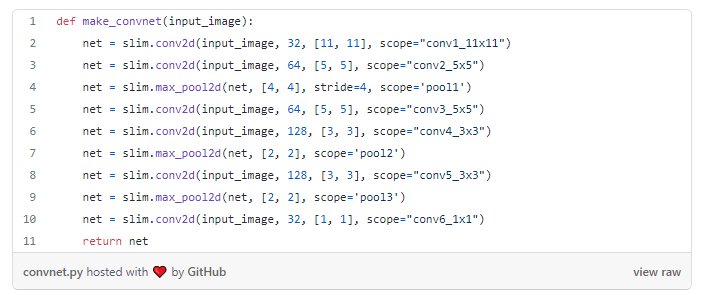 1 def make_convnet(input_image):
2 net = slim.conv2d(input_image, 32, [11, 11], scope="conv1_11x11")
3 net = slim.conv2d(input_image, 64, [5, 5], scope="conv2_5x5")
4 net = slim.max_pool2d(net, [4, 4], stride=4, scope='pool1')
5 net = slim.conv2d(input_image, 64, [5, 5], scope="conv3_5x5")
6 net = slim.conv2d(input_image, 128, [3, 3], scope="conv4_3x3")
7 net = slim.max_pool2d(net, [2, 2], scope='pool2')
8 net = slim.conv2d(input_image, 128, [3, 3], scope="conv5_3x3")
9 net = slim.max_pool2d(net, [2, 2], scope='pool3')
10 net = slim.conv2d(input_image, 32, [1, 1], scope="conv6_1x1")
11 return net
convnet.py hosted with ❤ by GitHub view raw